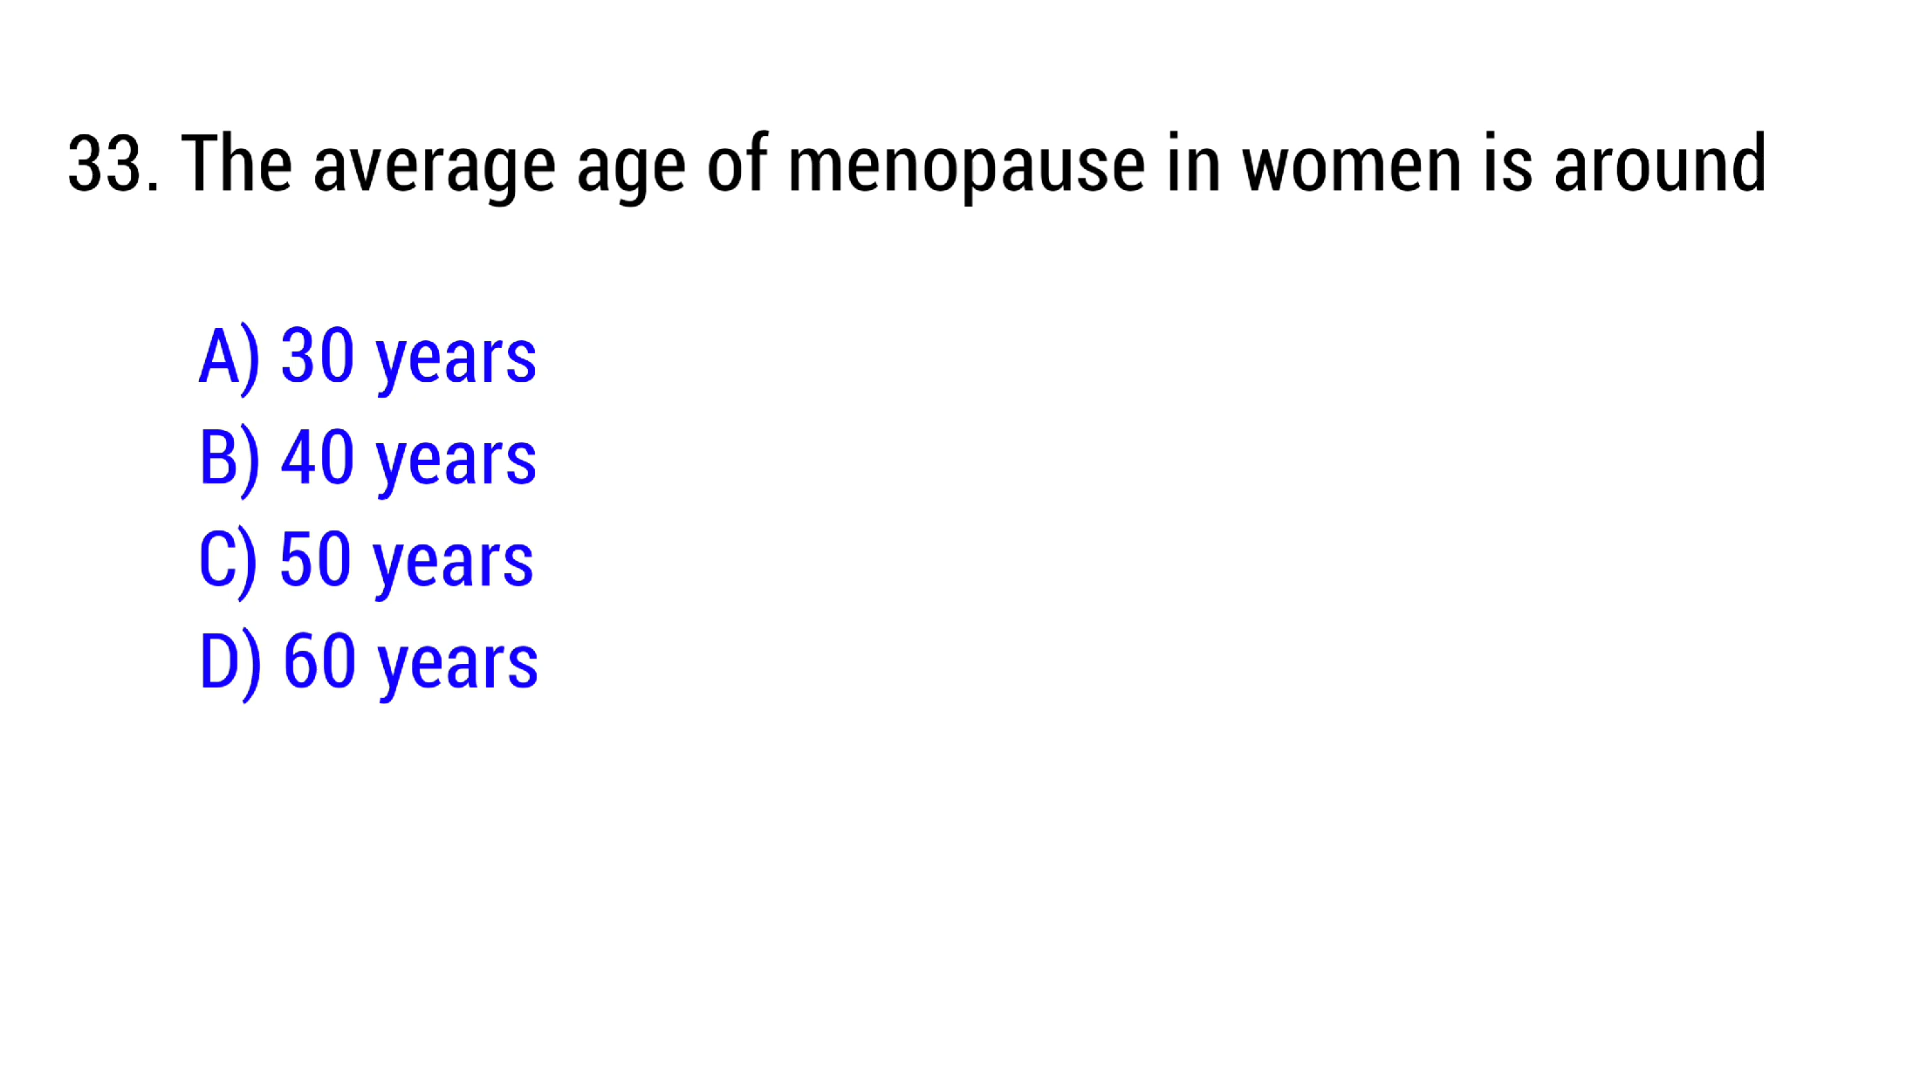 33. The average age of menopause in women is around
A) 30 years
B) 40 years
C) 50 years
D) 60 years